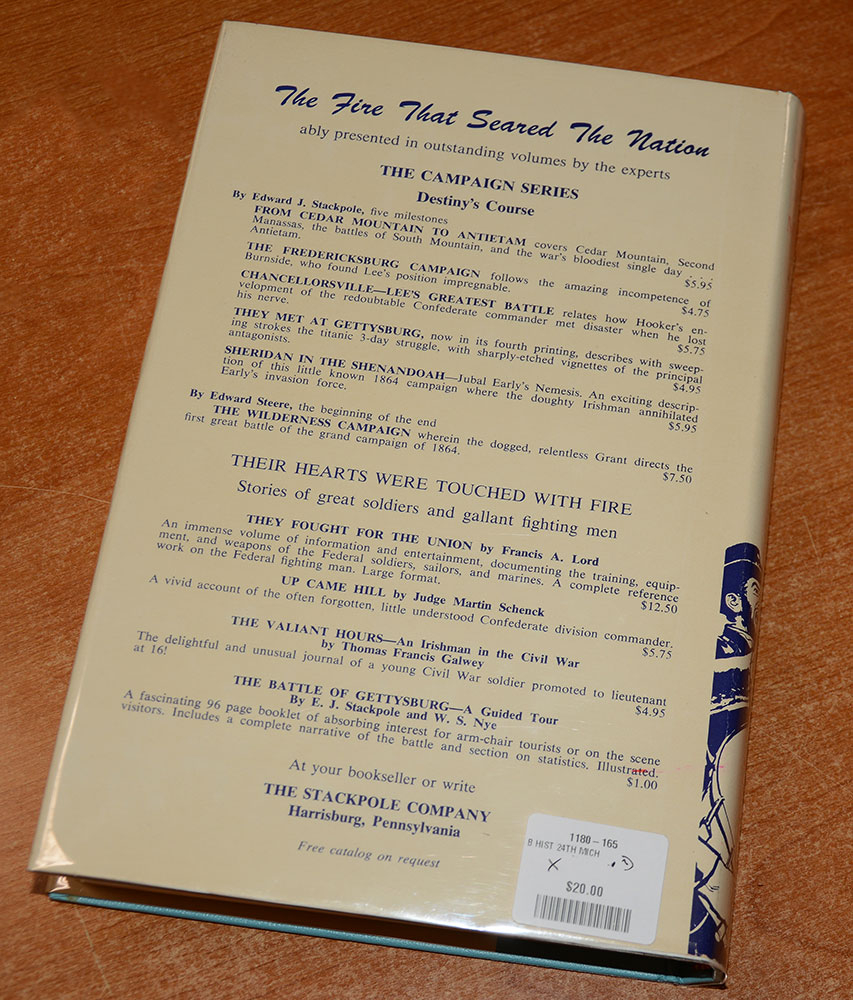 The Fire That Seared The Nation
ably presented in outstanding volumes by the experts
THE CAMPAIGN SERIES
Destiny's Course
By Edward J. Stackpole, five milestones
FROM CEDAR MOUNTAIN TO ANTIETAM covers Cedar Mountain, Second
Manassas, the battles of South Mountain, and the war's bloodiest single day . . .
Antietam. $5.95
THE FREDERICKSBURG CAMPAIGN follows the amazing incompetence of
Burnside, who found Lee's position impregnable. $4.75
CHANCELLORSVILLE—LEE'S GREATEST BATTLE relates how Hooker's en-
velopment of the redoubtable Confederate commander met disaster when he lost
his nerve. $5.75
THEY MET AT GETTYSBURG, now in its fourth printing, describes with sweep-
ing strokes the titanic 3-day struggle, with sharply-etched vignettes of the principal
antagonists. $4.95
SHERIDAN IN THE SHENANDOAH—Jubal Early's Nemesis. An exciting descrip-
tion of this little known 1864 campaign where the doughty Irishman annihilated
Early's invasion force. $5.95
By Edward Steere, the beginning of the end
THE WILDERNESS CAMPAIGN wherein the dogged, relentless Grant directs the
first great battle of the grand campaign of 1864. $7.50
THEIR HEARTS WERE TOUCHED WITH FIRE
Stories of great soldiers and gallant fighting men
THEY FOUGHT FOR THE UNION by Francis A. Lord
An immense volume of information and entertainment, documenting the training, equip-
ment, and weapons of the Federal soldiers, sailors, and marines. A complete reference
work on the Federal fighting man. Large format. $12.50
UP CAME HILL by Judge Martin Schenck
A vivid account of the often forgotten, little understood Confederate division commander.
$5.75
THE VALIANT HOURS—An Irishman in the Civil War
by Thomas Francis Galwey
The delightful and unusual journal of a young Civil War soldier promoted to lieutenant
at 16! $4.95
THE BATTLE OF GETTYSBURG—A Guided Tour
By E. J. Stackpole and W. S. Nye
A fascinating 96 page booklet of absorbing interest for arm-chair tourists or on the scene
visitors. Includes a complete narrative of the battle and section on statistics. Illustrated.
$1.00
At your bookseller or write
THE STACKPOLE COMPANY
Harrisburg, Pennsylvania
Free catalog on request
1180-165
B HIST 24TH MICH
$20.00